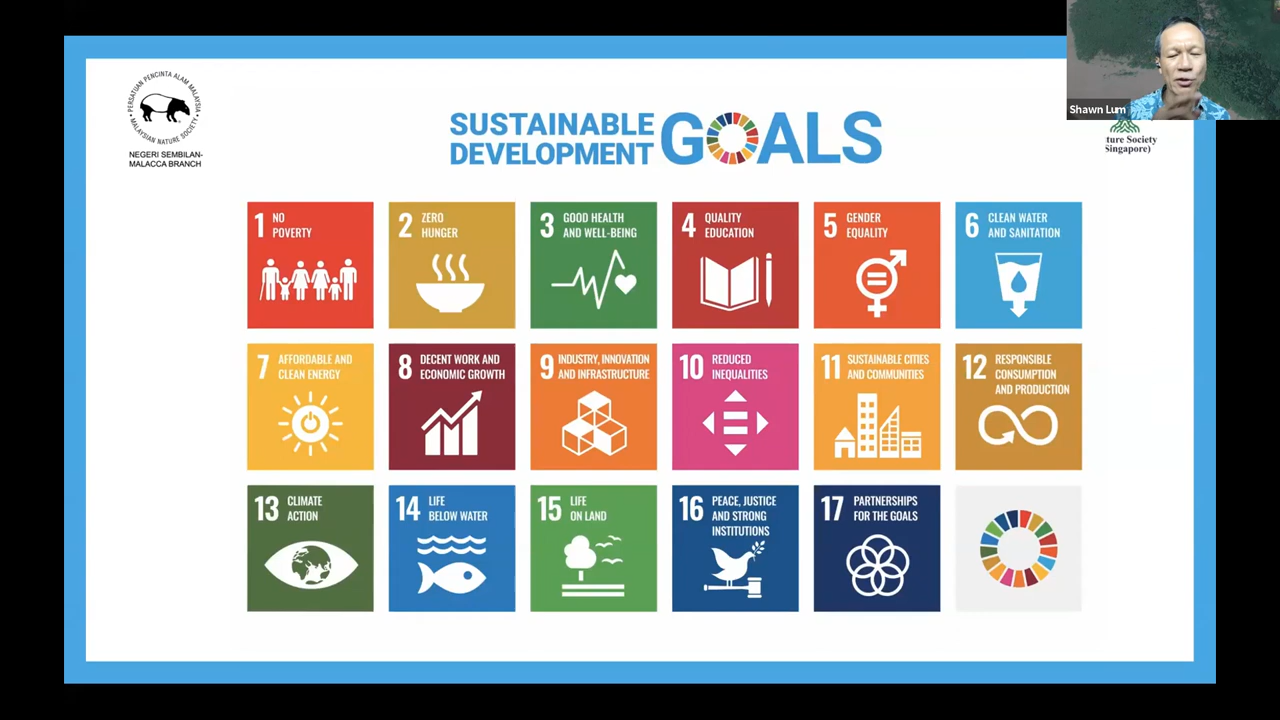 PERSATUAN PENCINTA ALAM MALAYSIA
MALAYSIAN NATURE SOCIETY
NEGERI SEMBILAN-
MALACCA BRANCH
Shawn Lum
ture Society
Singapore)
SUSTAINABLE
DEVELOPMENT
GOALS
1 NO
POVERTY
2 ZERO
HUNGER
3 GOOD HEALTH
AND WELL-BEING
4 QUALITY
EDUCATION
5 GENDER
EQUALITY
6 CLEAN WATER
AND SANITATION
7 AFFORDABLE AND
CLEAN ENERGY
8 DECENT WORK AND
ECONOMIC GROWTH
9 INDUSTRY, INNOVATION
AND INFRASTRUCTURE
10 REDUCED
INEQUALITIES
11 SUSTAINABLE CITIES
AND COMMUNITIES
12 RESPONSIBLE
CONSUMPTION
AND PRODUCTION
13 CLIMATE
ACTION
14 LIFE
BELOW WATER
15 LIFE
ON LAND
16 PEACE, JUSTICE
AND STRONG
INSTITUTIONS
17 PARTNERSHIPS
FOR THE GOALS